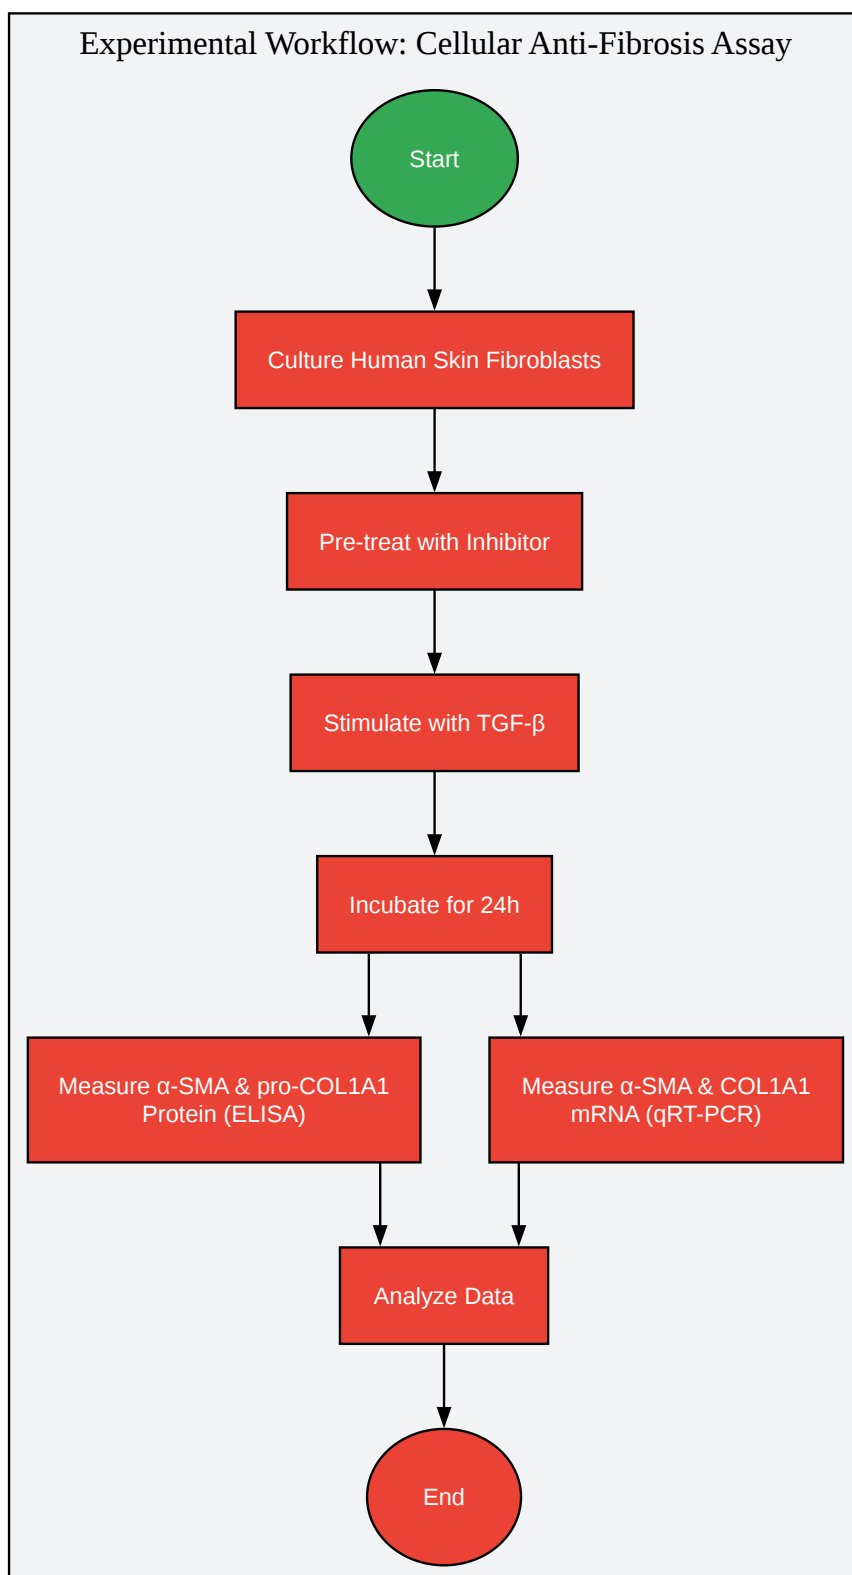 Experimental Workflow: Cellular Anti-Fibrosis Assay
Start
Culture Human Skin Fibroblasts
Pre-treat with Inhibitor
Stimulate with TGF-β
Incubate for 24h
Measure α-SMA & pro-COL1A1
Protein (ELISA)
Measure α-SMA & COL1A1
mRNA (qRT-PCR)
Analyze Data
End